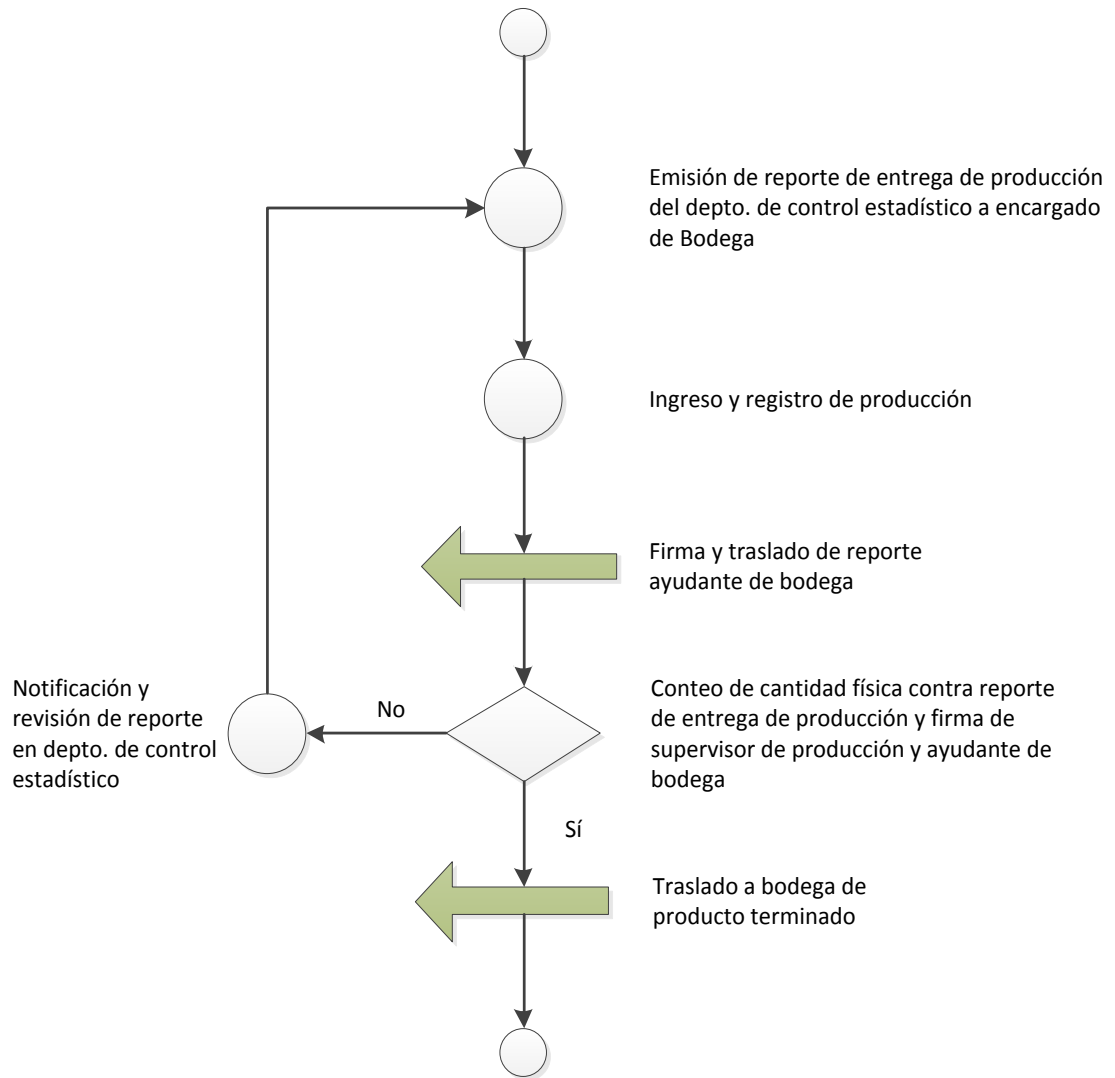 Emisión de reporte de entrega de producción
del depto. de control estadístico a encargado
de Bodega
Ingreso y registro de producción
Firma y traslado de reporte
ayudante de bodega
Notificación y
revisión de reporte
en depto. de control
estadístico
No
Conteo de cantidad física contra reporte
de entrega de producción y firma de
supervisor de producción y ayudante de
bodega
Sí
Traslado a bodega de
producto terminado